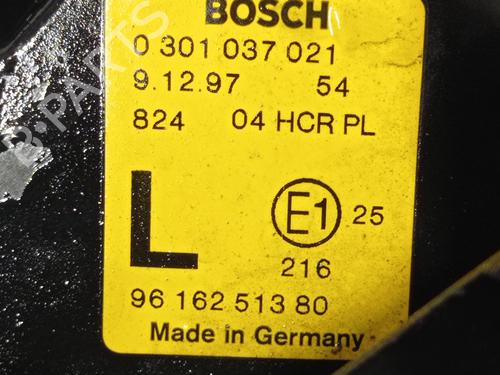 BOSCH
0 301 037 021
9.12.97 54
824 04 HCR PL
L E1 25
216
96 162 513 80
Made in Germany
B-PARTS